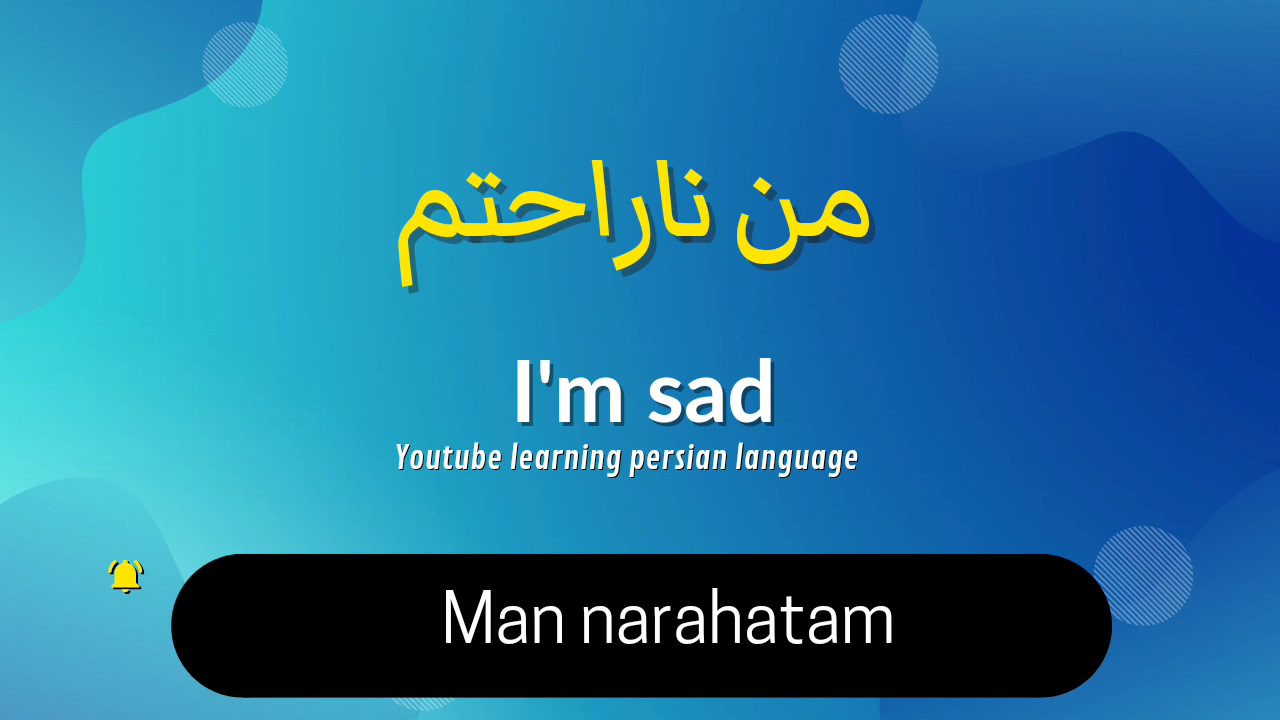 من ناراحتم
I'm sad
Youtube learning persian language
Man narahatam